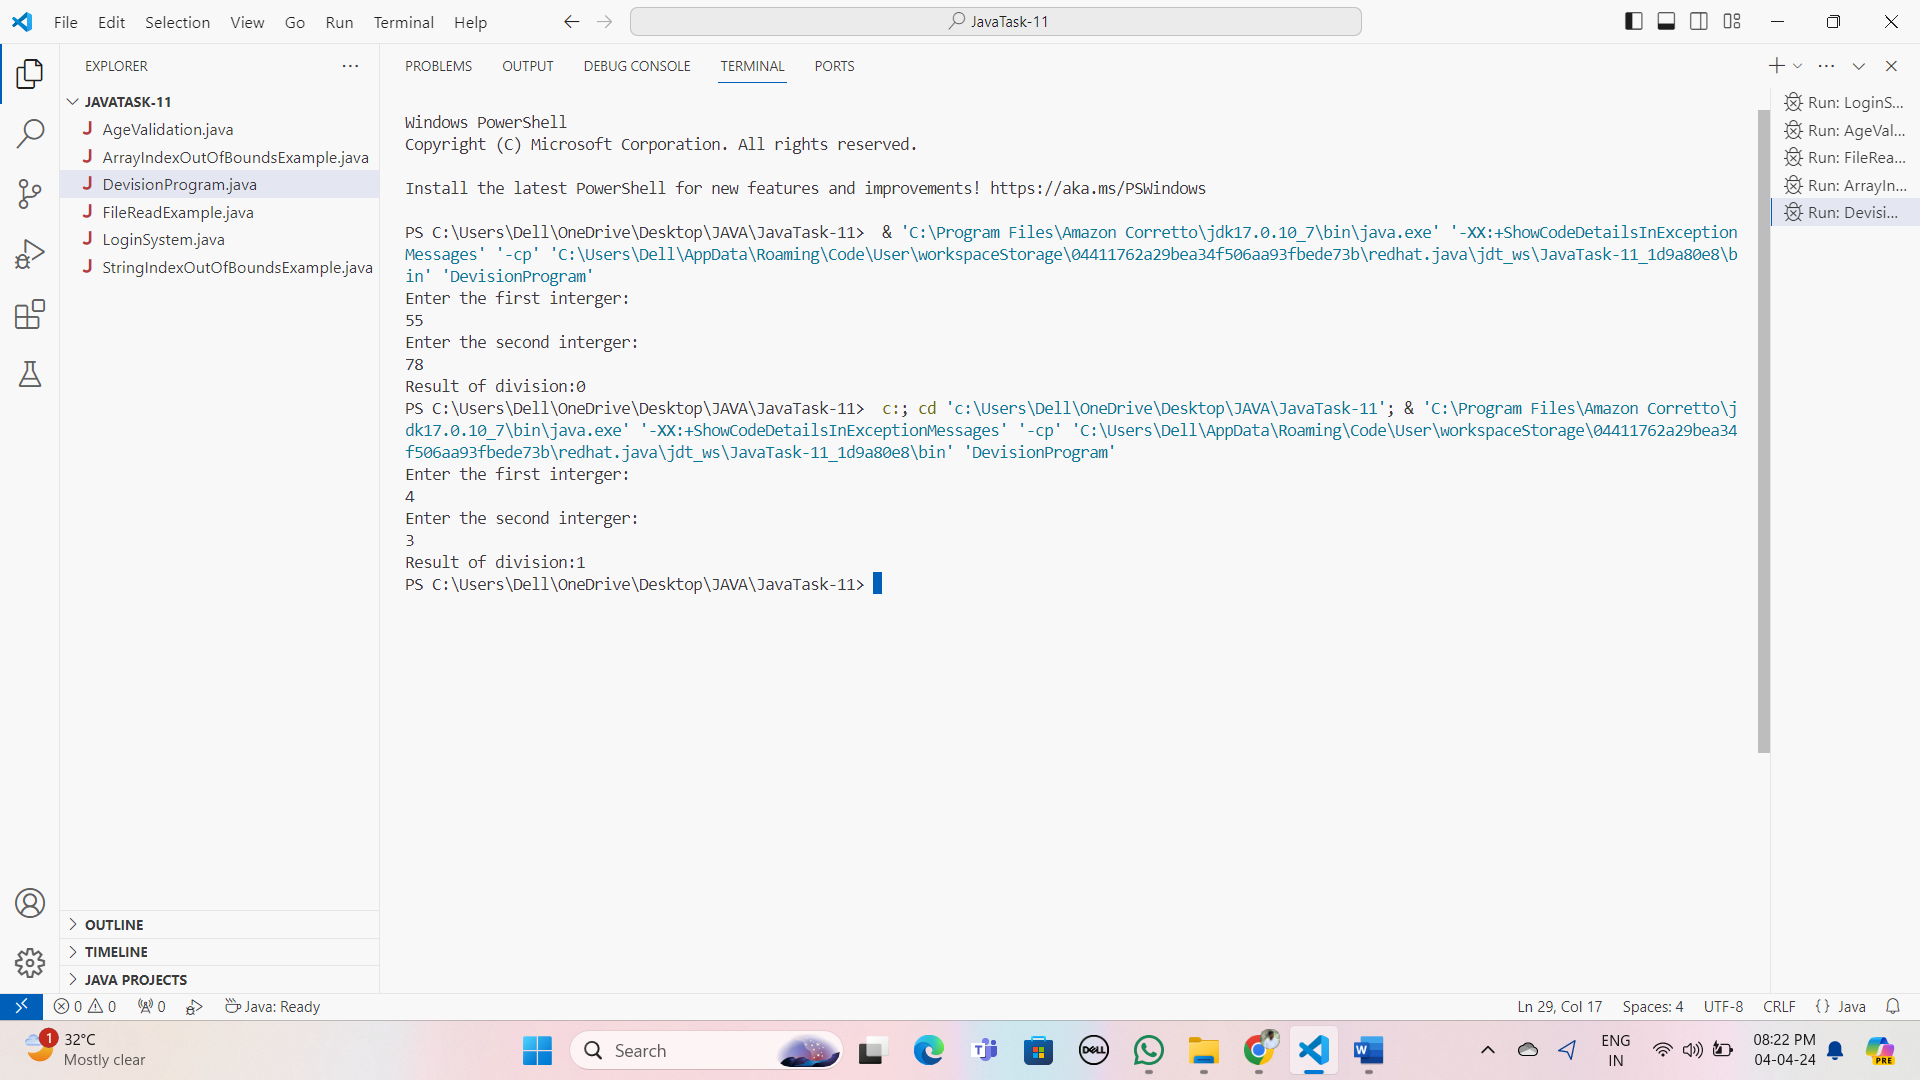 File Edit Selection View Go Run Terminal Help
JavaTask-11
EXPLORER
JAVATASK-11
AgeValidation.java
ArrayIndexOutOfBoundsExample.java
DevisionProgram.java
FileReadExample.java
LoginSystem.java
StringIndexOutOfBoundsExample.java
OUTLINE
TIMELINE
JAVA PROJECTS
PROBLEMS OUTPUT DEBUG CONSOLE TERMINAL PORTS
Windows PowerShell
Copyright (C) Microsoft Corporation. All rights reserved.
Install the latest PowerShell for new features and improvements! https://aka.ms/PSWindows
PS C:\Users\Dell\OneDrive\Desktop\JAVA\JavaTask-11>  & 'C:\Program Files\Amazon Corretto\jdk17.0.10_7\bin\java.exe' '-XX:+ShowCodeDetailsInException
Messages' '-cp' 'C:\Users\Dell\AppData\Roaming\Code\User\workspaceStorage\04411762a29bea34f506aa93fbede73b\redhat.java\jdt_ws\JavaTask-11_1d9a80e8\b
in' 'DevisionProgram'
Enter the first interger:
55
Enter the second interger:
78
Result of division:0
PS C:\Users\Dell\OneDrive\Desktop\JAVA\JavaTask-11>  c:; cd 'c:\Users\Dell\OneDrive\Desktop\JAVA\JavaTask-11'; & 'C:\Program Files\Amazon Corretto\j
dk17.0.10_7\bin\java.exe' '-XX:+ShowCodeDetailsInExceptionMessages' '-cp' 'C:\Users\Dell\AppData\Roaming\Code\User\workspaceStorage\04411762a29bea34
f506aa93fbede73b\redhat.java\jdt_ws\JavaTask-11_1d9a80e8\bin' 'DevisionProgram'
Enter the first interger:
4
Enter the second interger:
3
Result of division:1
PS C:\Users\Dell\OneDrive\Desktop\JAVA\JavaTask-11>
Run: LoginS...
Run: AgeVal...
Run: FileRea...
Run: ArrayIn...
Run: Devisi...
0 0 0 Java: Ready
Ln 29, Col 17 Spaces: 4 UTF-8 CRLF {} Java
1
32°C
Mostly clear
Search
DELL
W
ENG
IN
08:22 PM
04-04-24
PRE